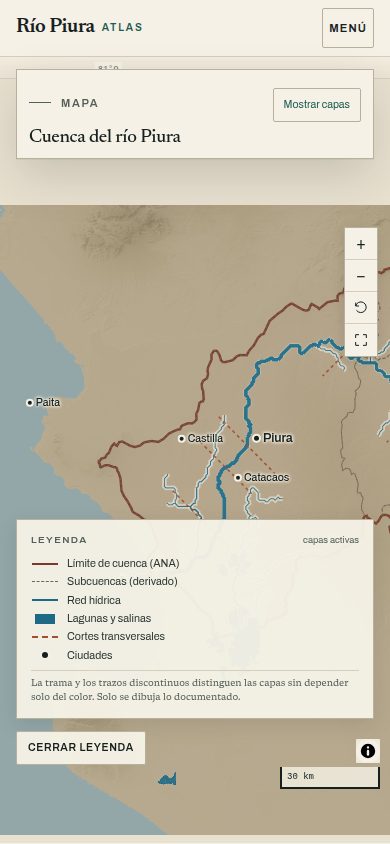 Río Piura ATLAS
MENÚ
81°O
MAPA
Mostrar capas
Cuenca del río Piura
+
−
Paita
Castilla
Piura
Catacaos
LEYENDA
capas activas
Límite de cuenca (ANA)
Subcuencas (derivado)
Red hídrica
Lagunas y salinas
Cortes transversales
Ciudades
La trama y los trazos discontinuos distinguen las capas sin depender
solo del color. Solo se dibuja lo documentado.
CERRAR LEYENDA
30 km